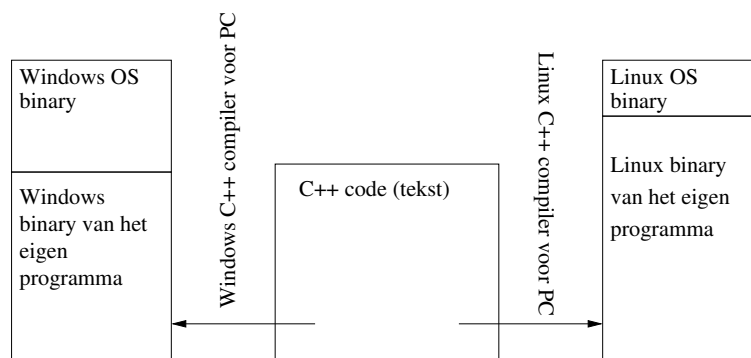 Windows OS
binary
Windows
binary van het
eigen
programma
Windows C++ compiler voor PC
C++ code (tekst)
Linux C++ compiler voor PC
Linux OS
binary
Linux binary
van het eigen
programma